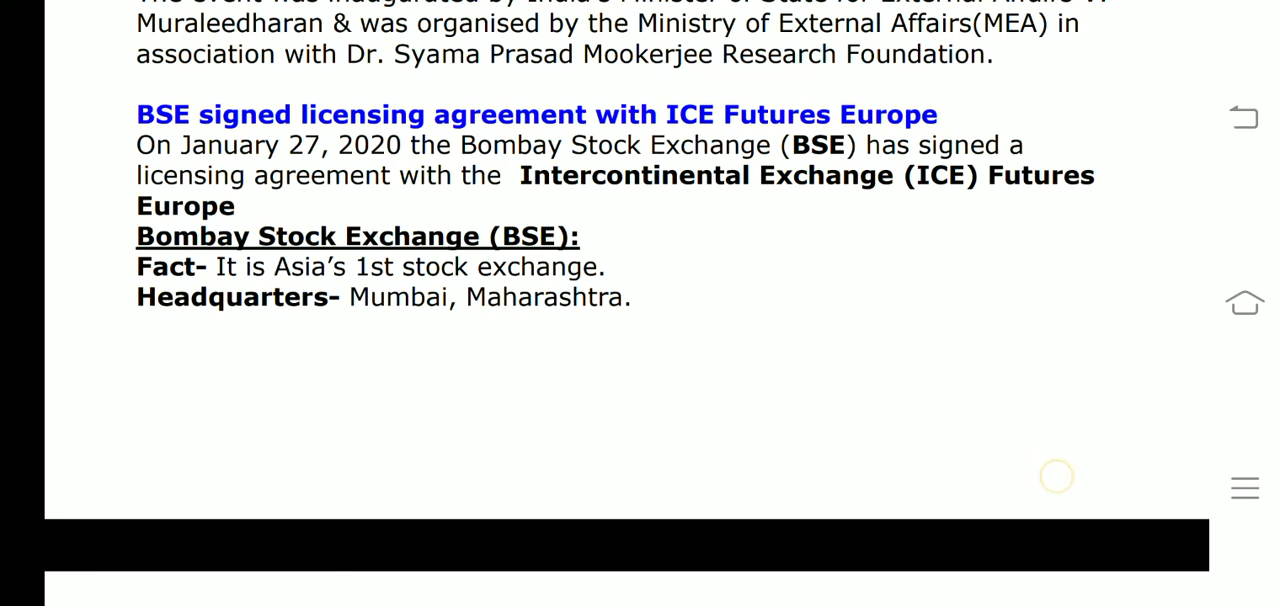 Muraleedharan & was organised by the Ministry of External Affairs(MEA) in
association with Dr. Syama Prasad Mookerjee Research Foundation.
BSE signed licensing agreement with ICE Futures Europe
On January 27, 2020 the Bombay Stock Exchange (BSE) has signed a
licensing agreement with the Intercontinental Exchange (ICE) Futures
Europe
Bombay Stock Exchange (BSE):
Fact- It is Asia's 1st stock exchange.
Headquarters- Mumbai, Maharashtra.